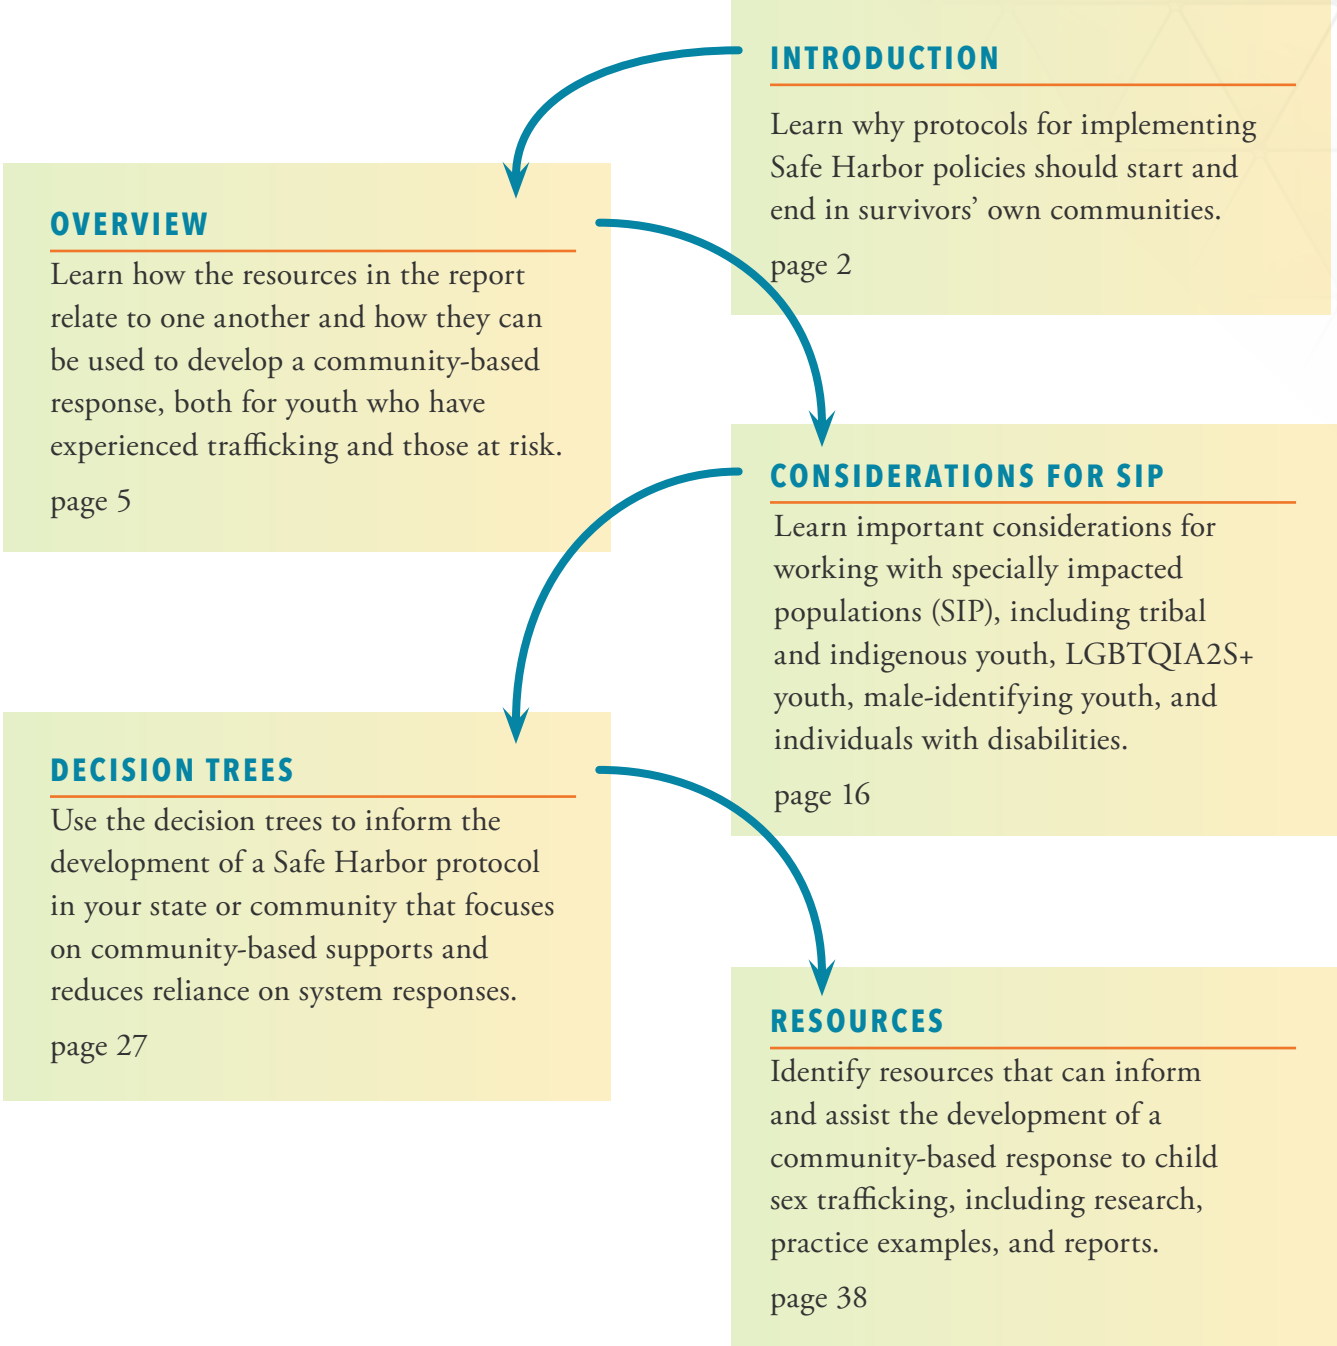 INTRODUCTION
Learn why protocols for implementing
Safe Harbor policies should start and
end in survivors’ own communities.
page 2
OVERVIEW
Learn how the resources in the report
relate to one another and how they can
be used to develop a community-based
response, both for youth who have
experienced trafficking and those at risk.
page 5
CONSIDERATIONS FOR SIP
Learn important considerations for
working with specially impacted
populations (SIP), including tribal
and indigenous youth, LGBTQIA2S+
youth, male-identifying youth, and
individuals with disabilities.
page 16
DECISION TREES
Use the decision trees to inform the
development of a Safe Harbor protocol
in your state or community that focuses
on community-based supports and
reduces reliance on system responses.
page 27
RESOURCES
Identify resources that can inform
and assist the development of a
community-based response to child
sex trafficking, including research,
practice examples, and reports.
page 38